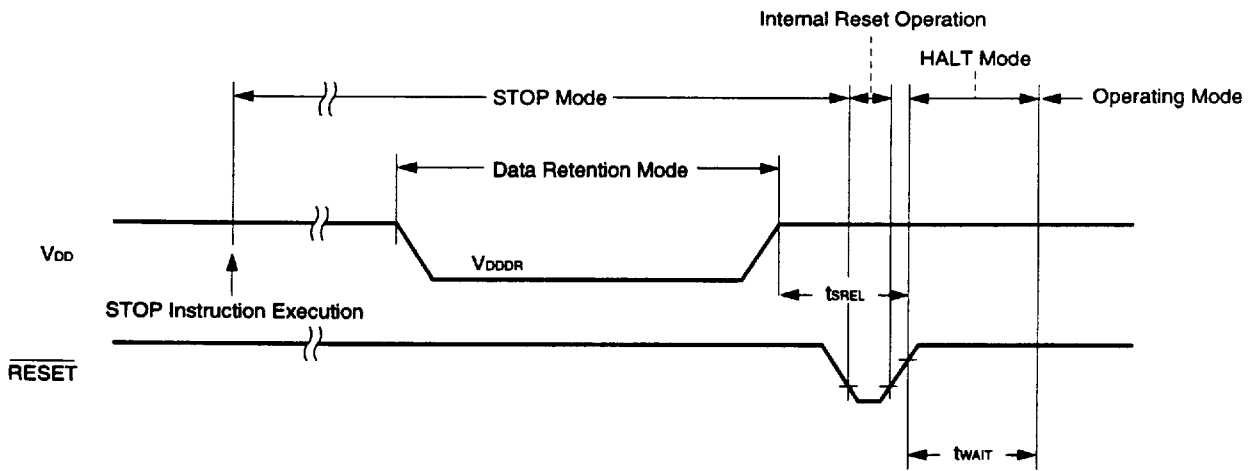 Internal Reset Operation
HALT Mode
STOP Mode
Operating Mode
Data Retention Mode
VDD
VDDDR
tSREL
STOP Instruction Execution
RESET
tWAIT